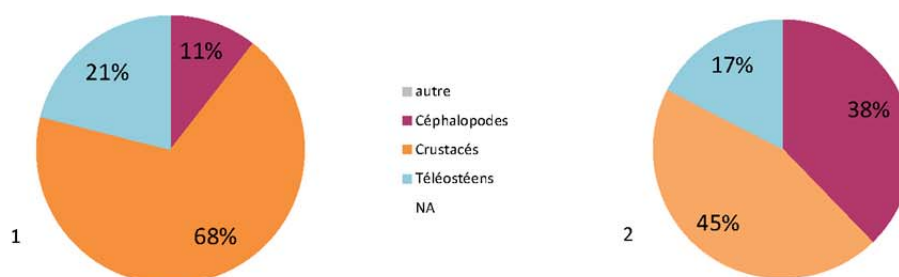 11%
21%
68%
1
autre
Céphalopodes
Crustacés
Téléostéens
NA
17%
38%
45%
2